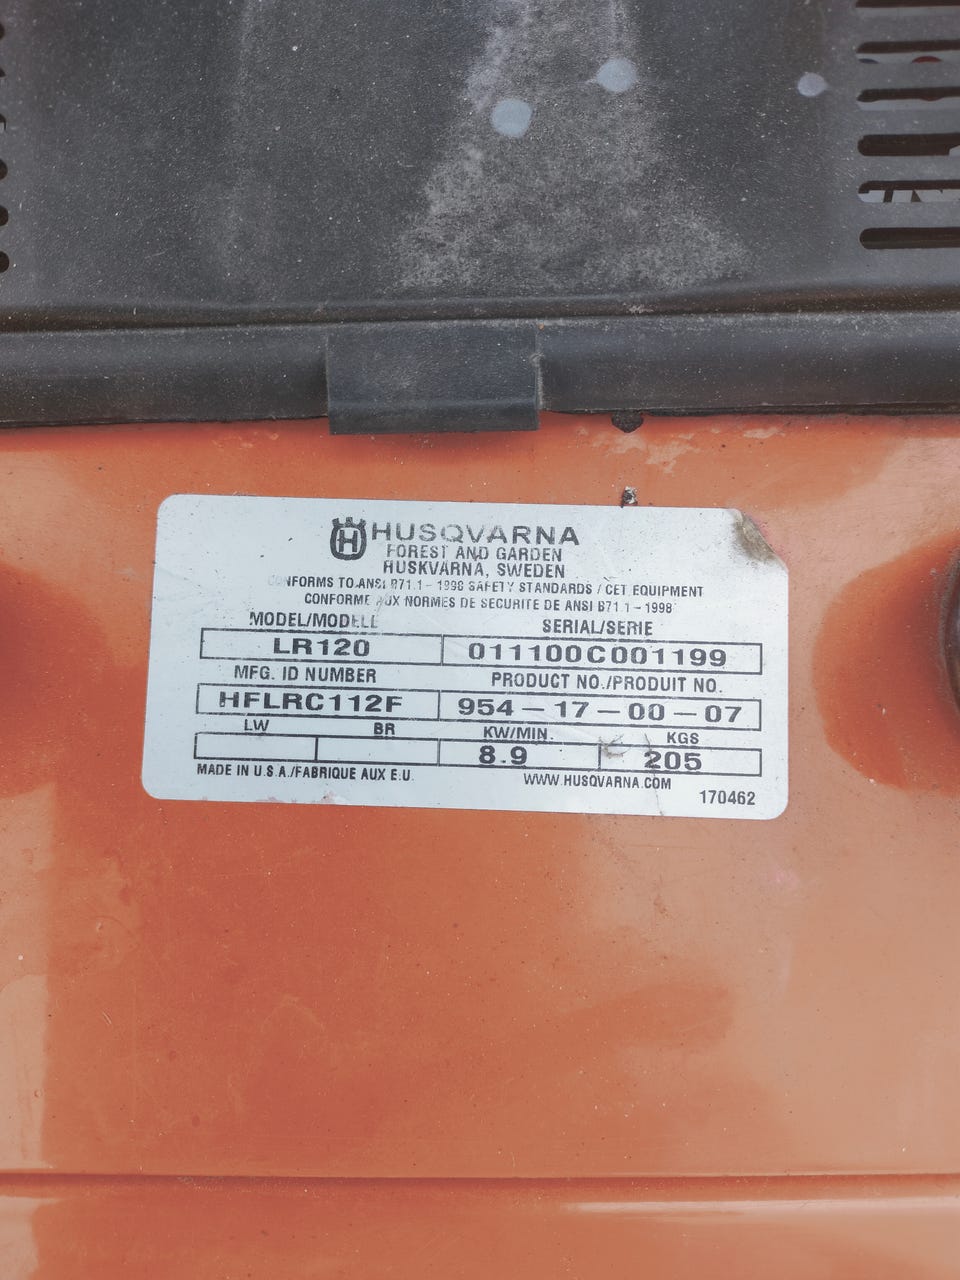 HUSQVARNA
FOREST AND GARDEN
HUSKVARNA, SWEDEN
CONFORMS TO ANSI B71.1 - 1998 SAFETY STANDARDS / CET EQUIPMENT
CONFORME AUX NORMES DE SECURITE DE ANSI B71.1 - 1998
MODEL/MODELE SERIAL/SERIE
LR120 011100C001199
MFG. ID NUMBER PRODUCT NO./PRODUIT NO.
HFLRC112F 954-17-00-07
LW BR KW/MIN. KGS
8.9 205
MADE IN U.S.A./FABRIQUE AUX E.U. WWW.HUSQVARNA.COM
170462